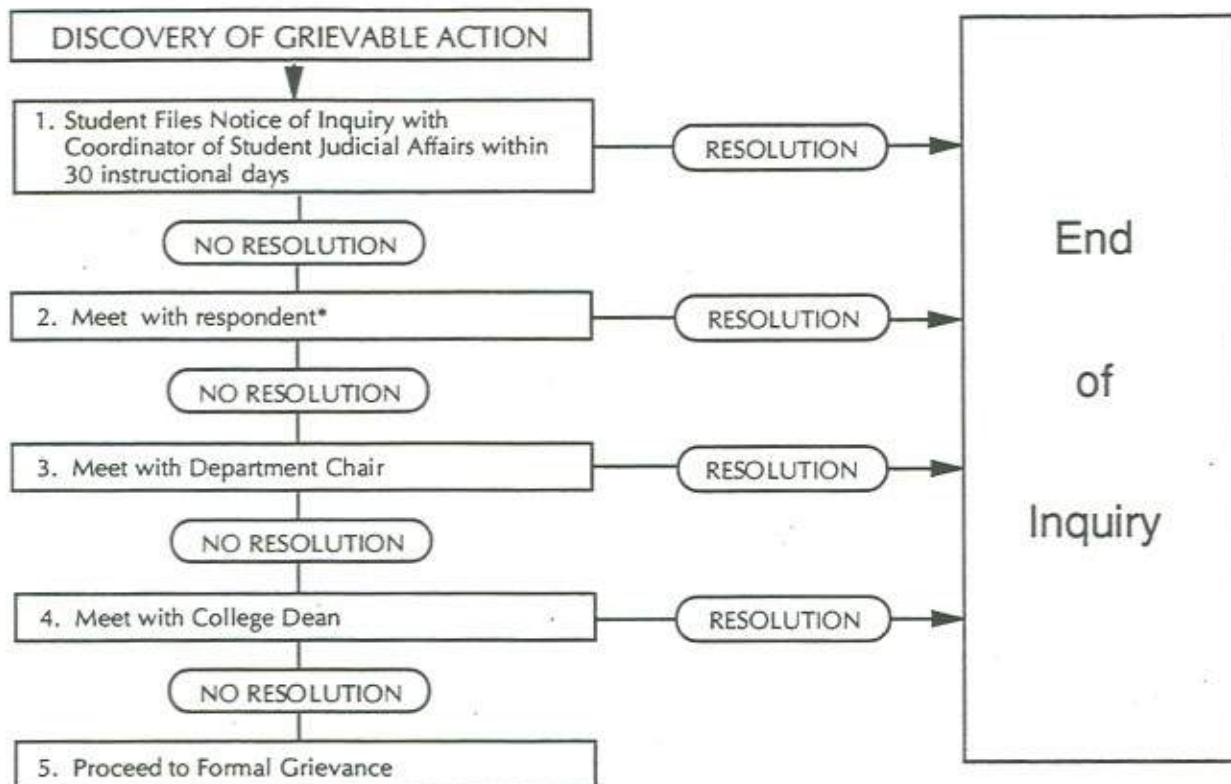 DISCOVERY OF GRIEVABLE ACTION
1. Student Files Notice of Inquiry with
Coordinator of Student Judicial Affairs within
30 instructional days
RESOLUTION
NO RESOLUTION
2. Meet with respondent*
RESOLUTION
NO RESOLUTION
3. Meet with Department Chair
RESOLUTION
NO RESOLUTION
4. Meet with College Dean
RESOLUTION
NO RESOLUTION
5. Proceed to Formal Grievance
End
of
Inquiry